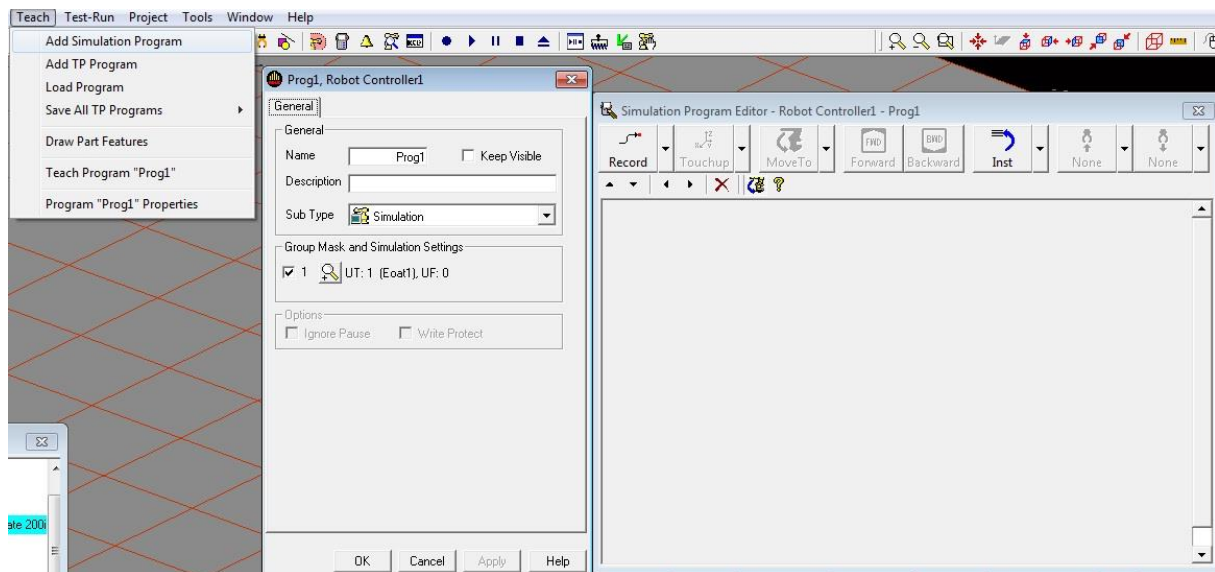 Teach Test-Run Project Tools Window Help
Add Simulation Program
Add TP Program
Load Program
Save All TP Programs
Draw Part Features
Teach Program "Prog1"
Program "Prog1" Properties
Prog1, Robot Controller1
General
General
Name Prog1 Keep Visible
Description
Sub Type Simulation
Group Mask and Simulation Settings
1 UT: 1 (Eoat1), UF: 0
Options
Ignore Pause Write Protect
OK Cancel Apply Help
Simulation Program Editor - Robot Controller1 - Prog1
FWD BWD
Record Touchup MoveTo Forward Backward Inst None None
ate 200i